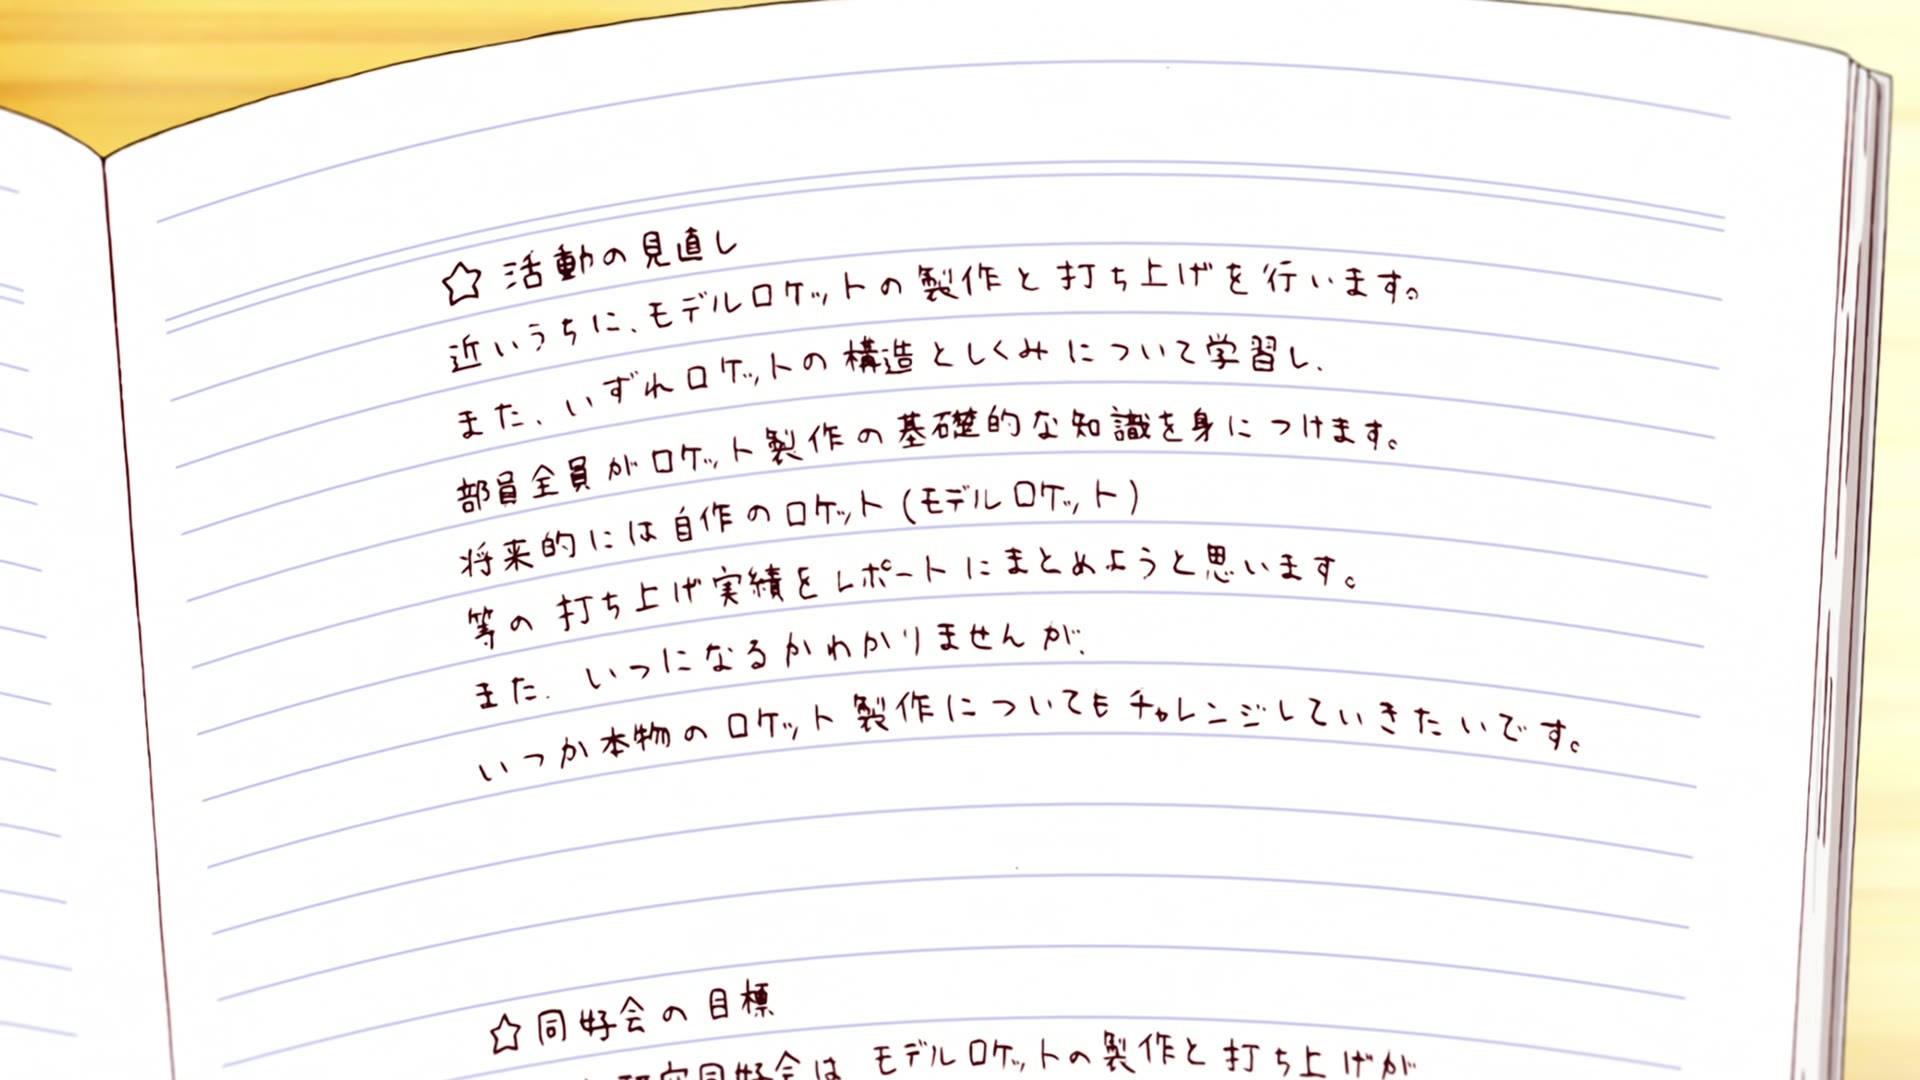 ☆活動の見直し
近いうちに、モデルロケットの製作と打ち上げを行います。
また、いずれロケットの構造としくみについて学習し、
部員全員がロケット製作の基礎的な知識を身につけます。
将来的には自作のロケット(モデルロケット)
等の打ち上げ実績をレポートにまとめようと思います。
また、いつになるかわかりませんが、
いつか本物のロケット製作についてもチャレンジしていきたいです。
☆同好会の目標
研究同好会は モデルロケットの製作と打ち上げが